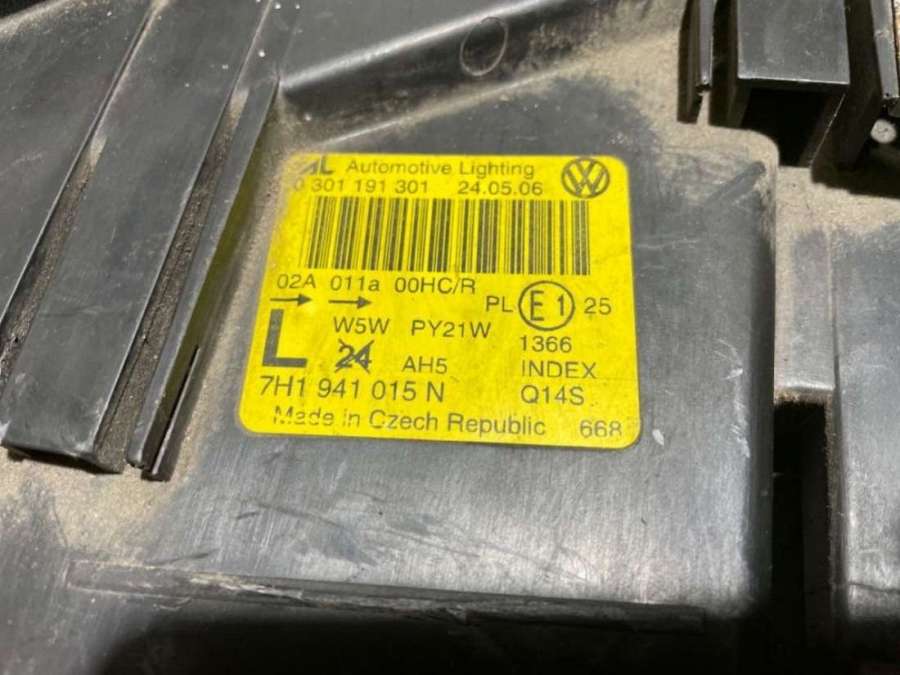 AL Automotive Lighting
0 301 191 301 24.05.06
02A 011a 00HC/R
PL E1 25
W5W PY21W 1366
L 24 AH5 INDEX
7H1 941 015 N Q14S
Made in Czech Republic 668